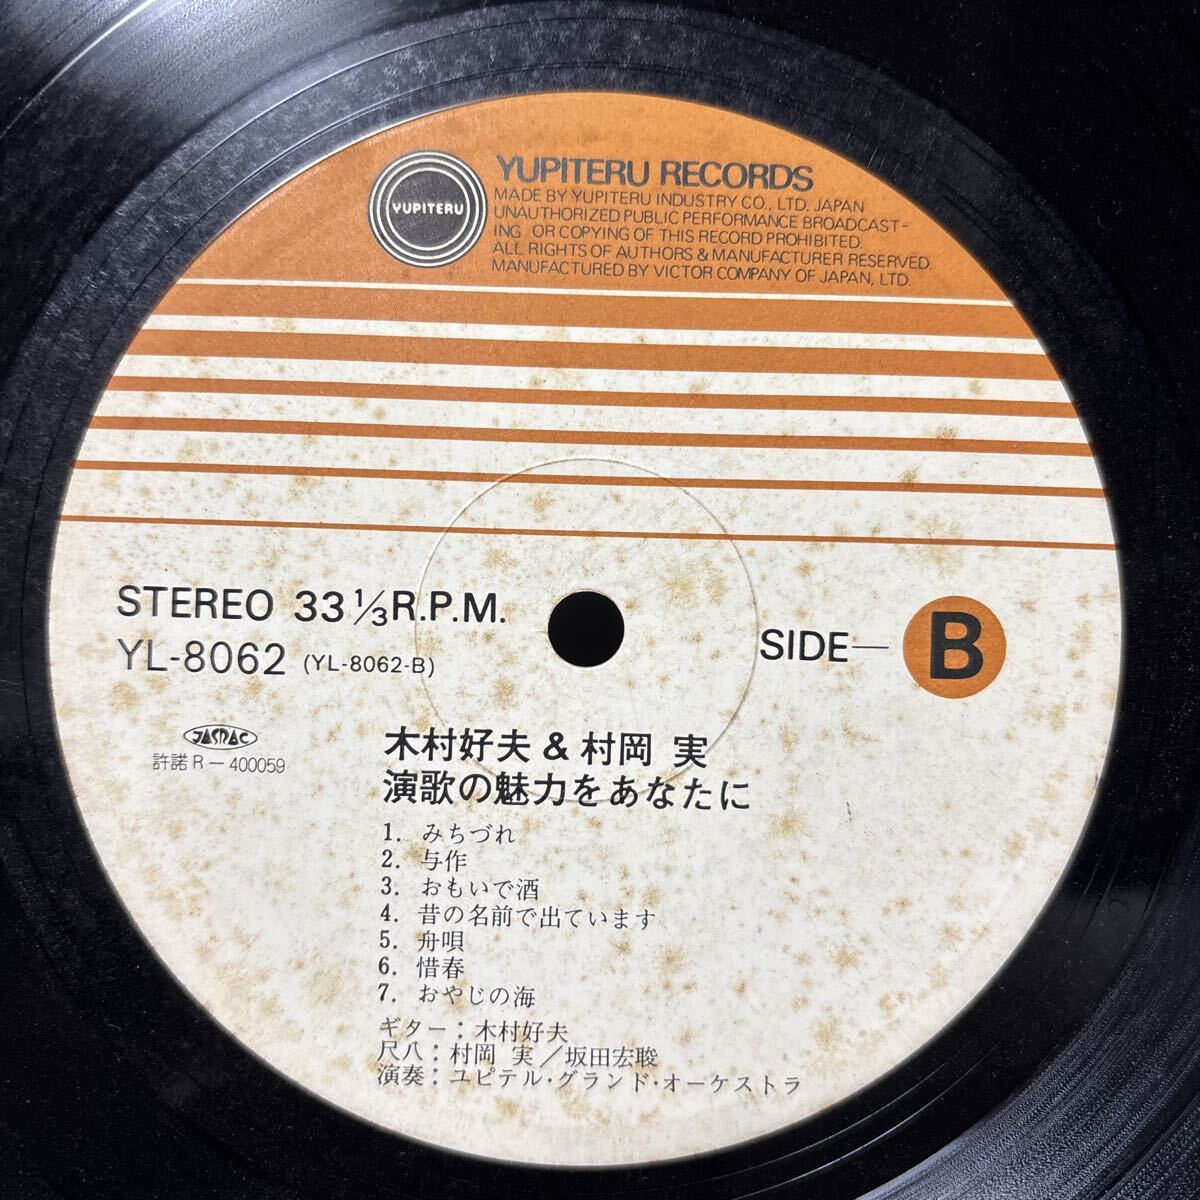 YUPITERU
YUPITERU RECORDS
MADE BY YUPITERU INDUSTRY CO., LTD. JAPAN
UNAUTHORIZED PUBLIC PERFORMANCE BROADCAST-
ING OR COPYING OF THIS RECORD PROHIBITED.
ALL RIGHTS OF AUTHORS & MANUFACTURER RESERVED.
MANUFACTURED BY VICTOR COMPANY OF JAPAN, LTD.
STEREO 33 1/3 R.P.M.
YL-8062 (YL-8062-B)
SIDE— B
JASRAC
許諾 R－400059
木村好夫 & 村岡 実
演歌の魅力をあなたに
1. みちづれ
2. 与作
3. おもいで酒
4. 昔の名前で出ています
5. 舟唄
6. 惜春
7. おやじの海
ギター：木村好夫
尺八：村岡 実／坂田宏聡
演奏：ユピテル・グランド・オーケストラ